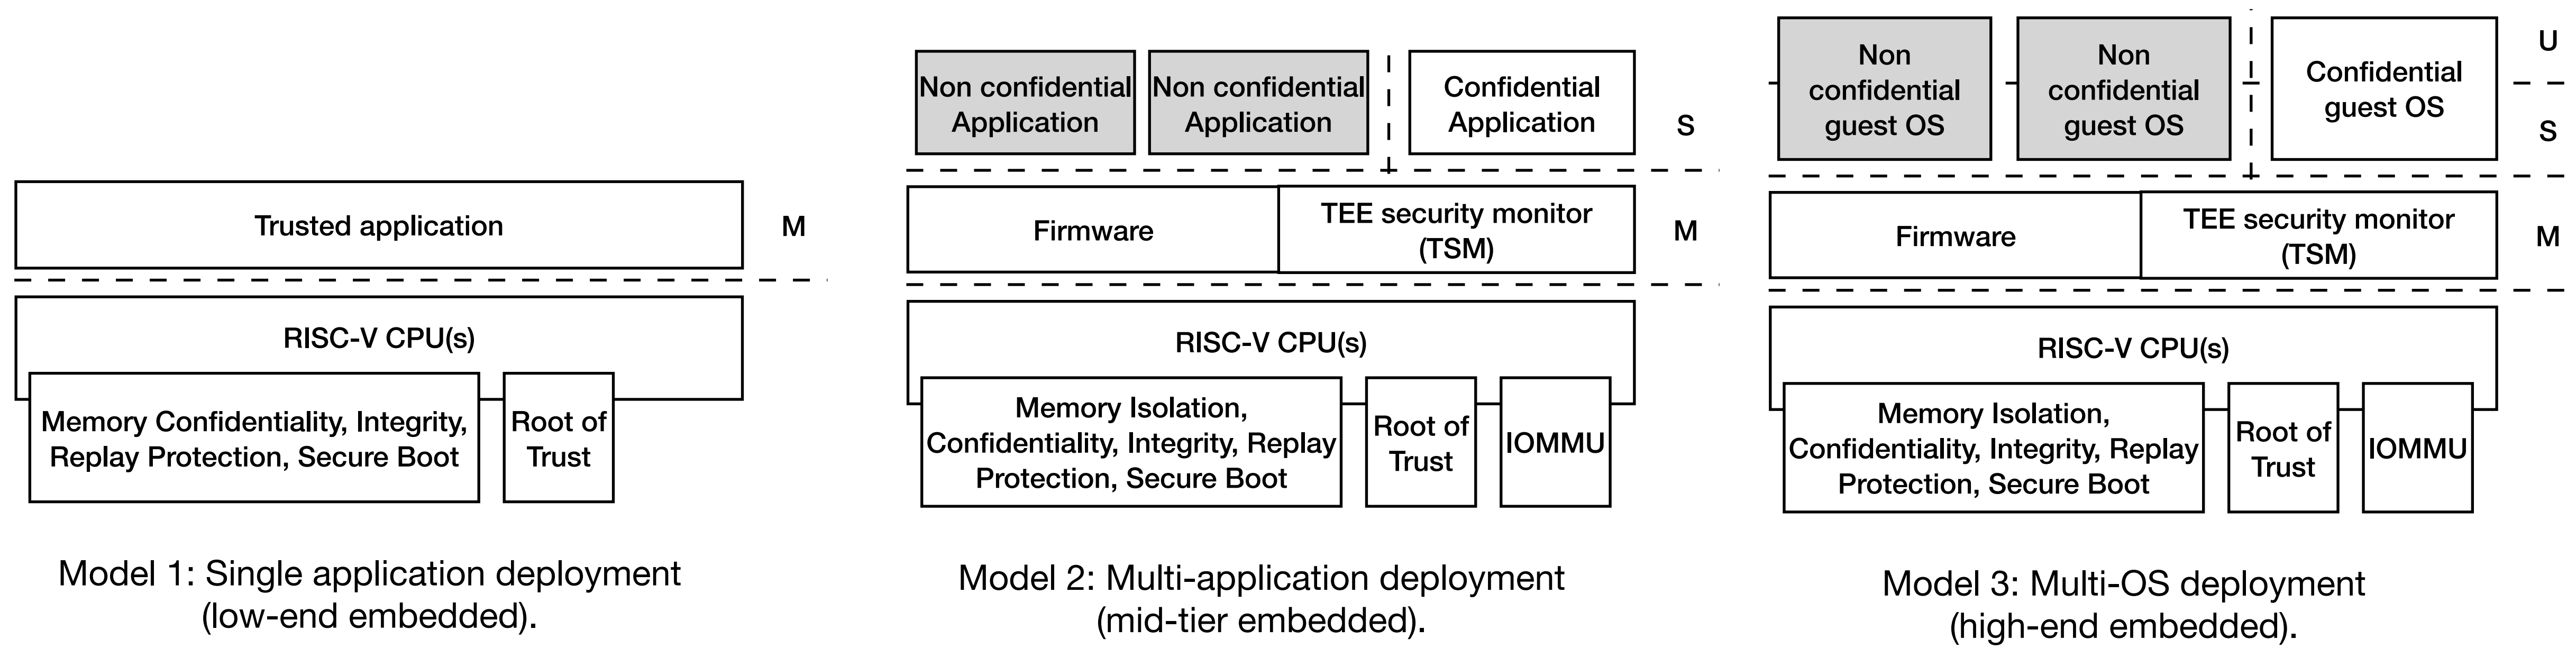 Trusted application
M
RISC-V CPU(s)
Memory Confidentiality, Integrity,
Replay Protection, Secure Boot
Root of
Trust
Model 1: Single application deployment
(low-end embedded).
Non confidential
Application
Non confidential
Application
Confidential
Application
S
Firmware
TEE security monitor
(TSM)
M
RISC-V CPU(s)
Memory Isolation,
Confidentiality, Integrity, Replay
Protection, Secure Boot
Root of
Trust
IOMMU
Model 2: Multi-application deployment
(mid-tier embedded).
Non
confidential
guest OS
Non
confidential
guest OS
Confidential
guest OS
U
S
Firmware
TEE security monitor
(TSM)
M
RISC-V CPU(s)
Memory Isolation,
Confidentiality, Integrity, Replay
Protection, Secure Boot
Root of
Trust
IOMMU
Model 3: Multi-OS deployment
(high-end embedded).